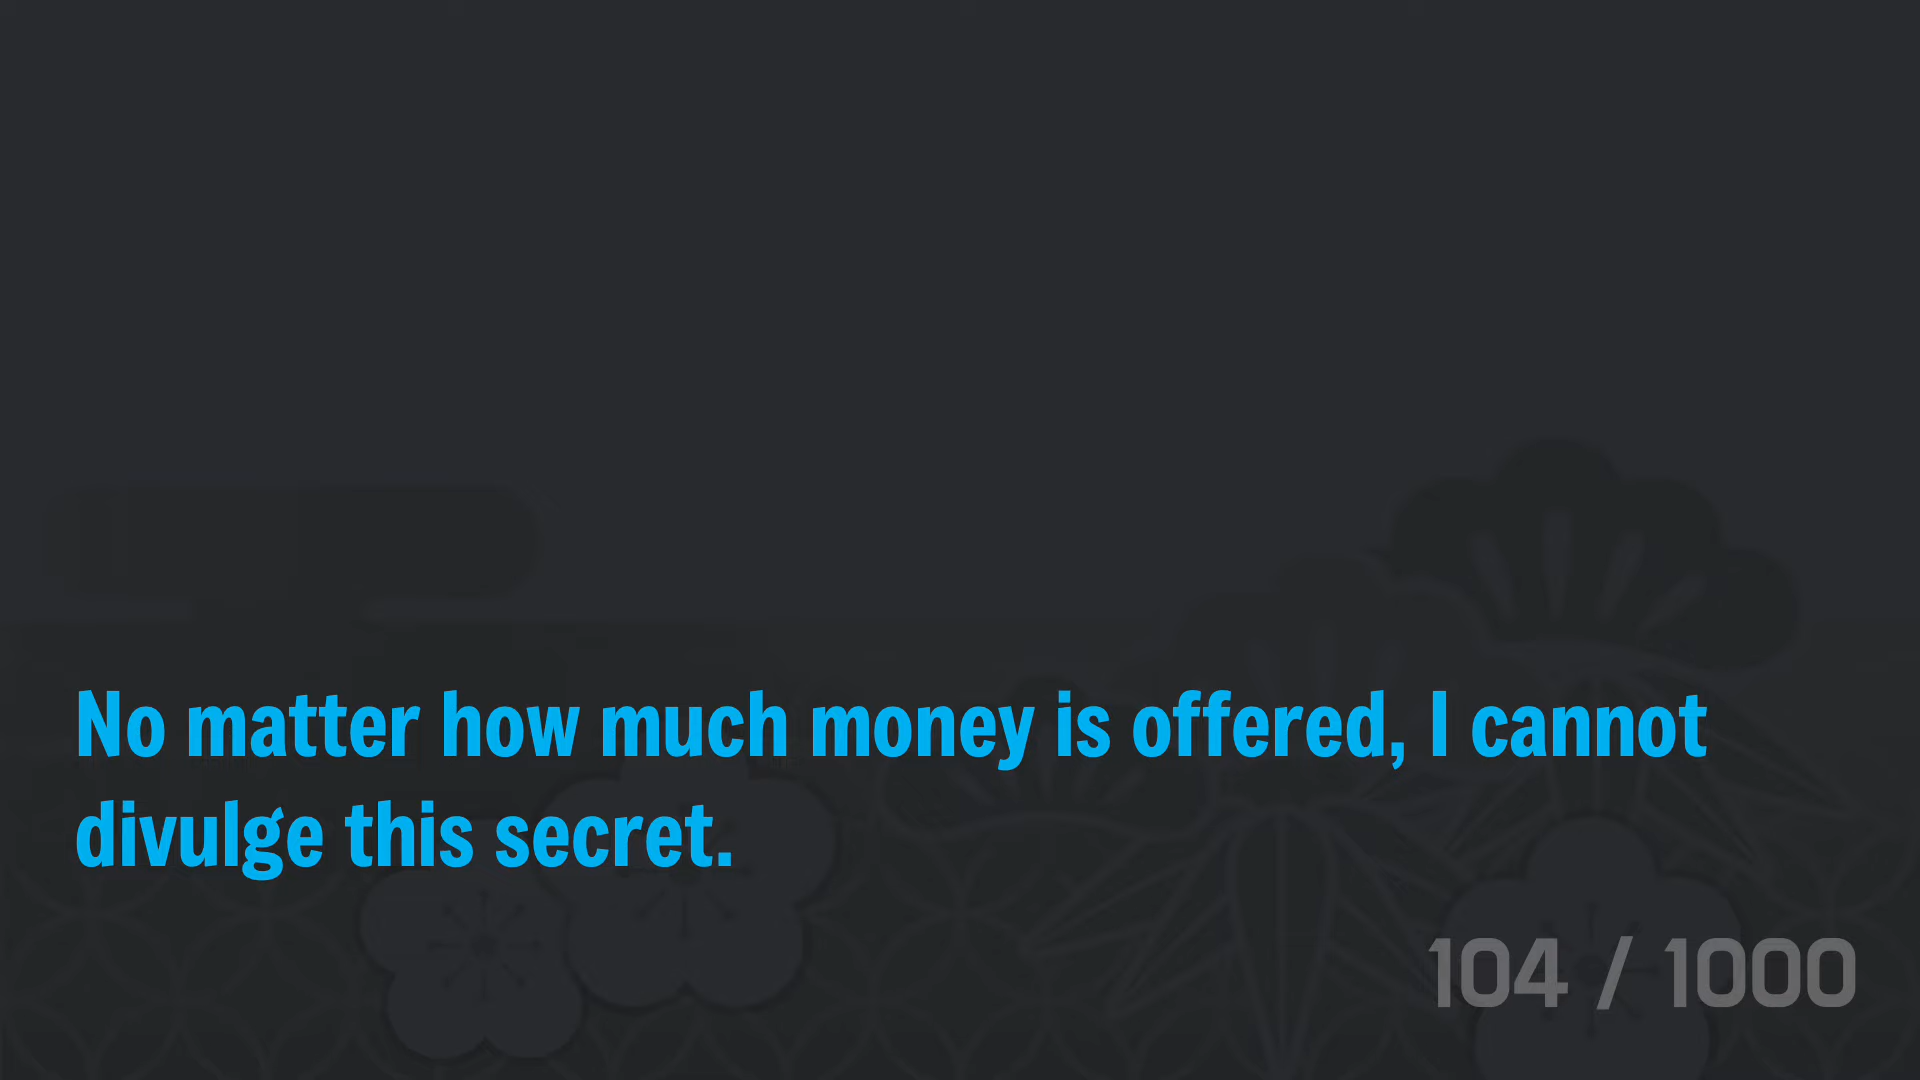 No matter how much money is offered, I cannot
divulge this secret.
104 / 1000